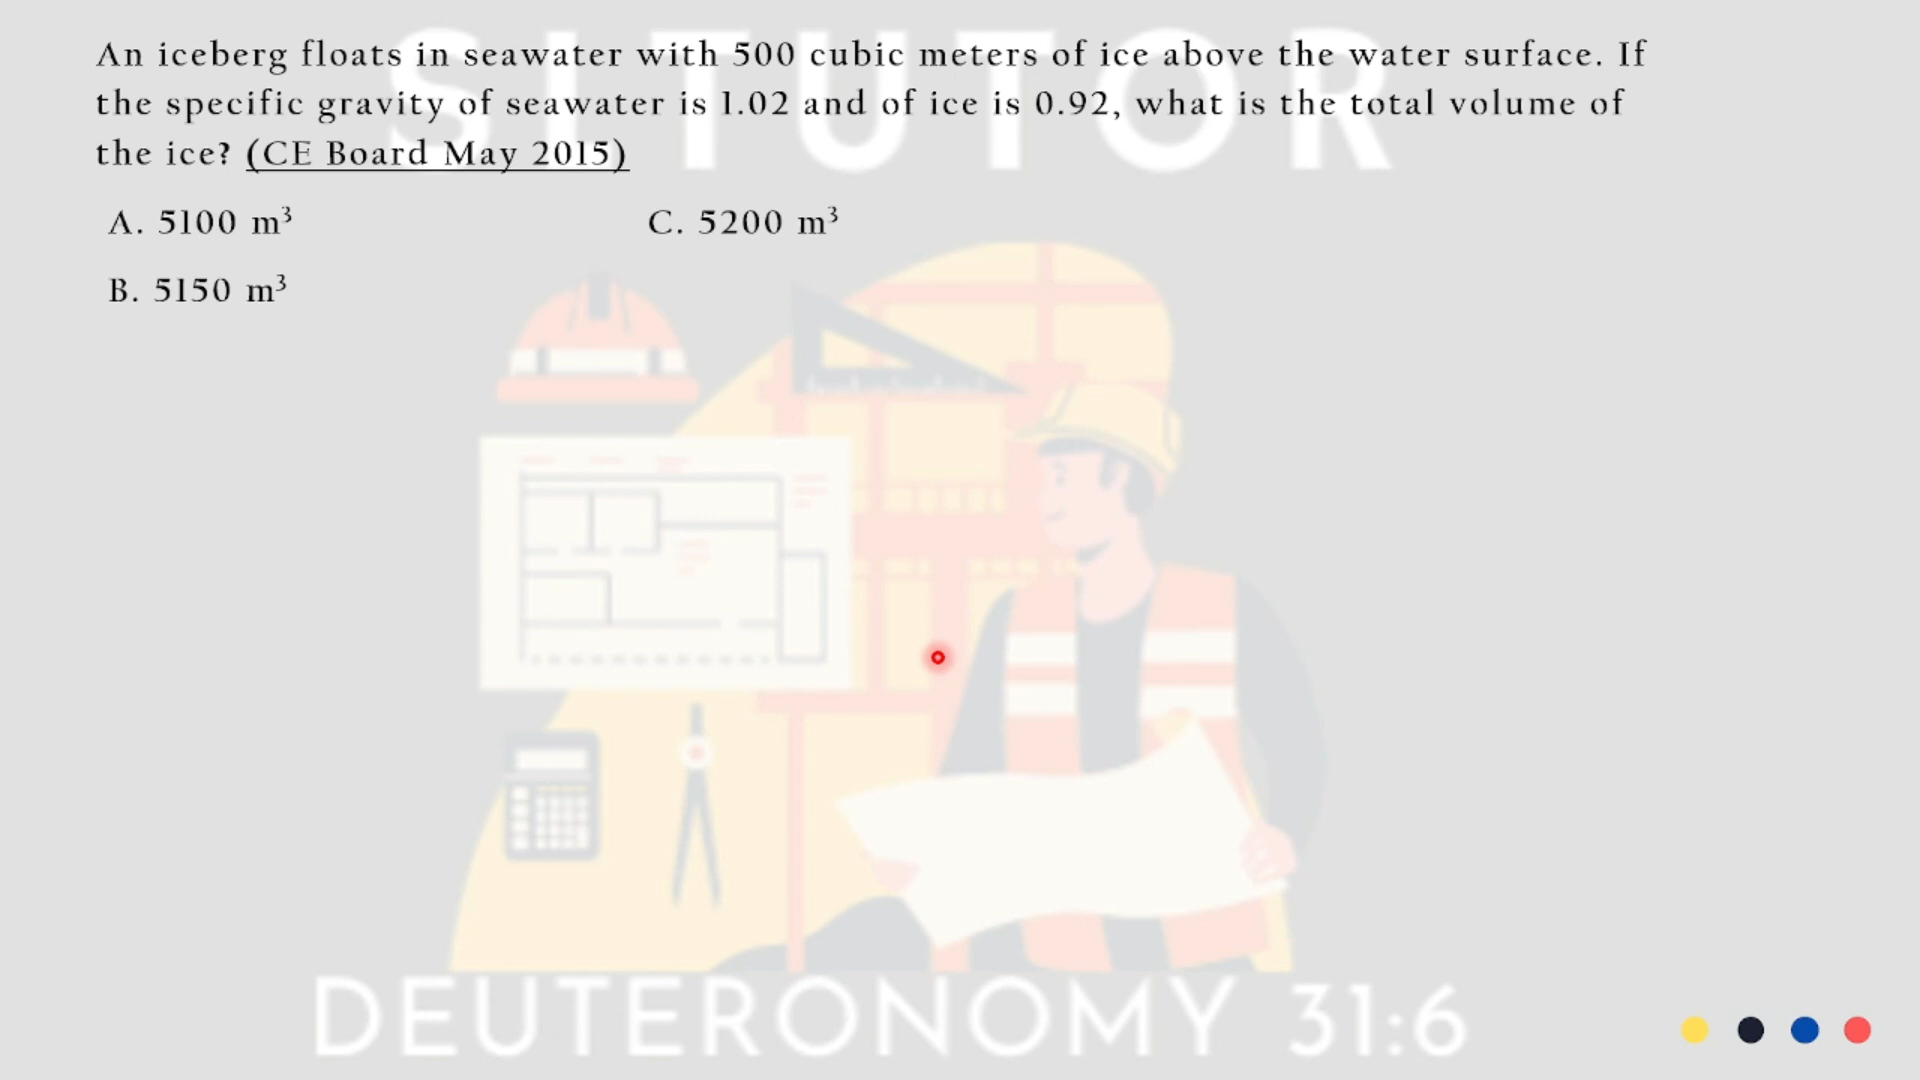 SITUTOR
An iceberg floats in seawater with 500 cubic meters of ice above the water surface. If
the specific gravity of seawater is 1.02 and of ice is 0.92, what is the total volume of
the ice? (CE Board May 2015)
A. 5100 m³
C. 5200 m³
B. 5150 m³
DEUTERONOMY 31:6